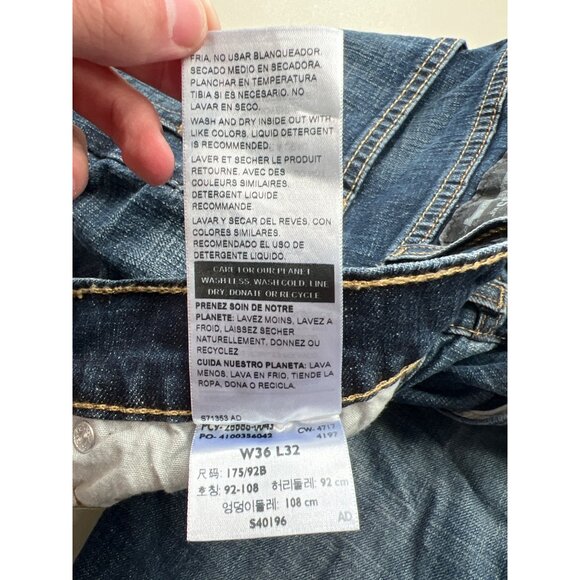 FRIA, NO USAR BLANQUEADOR.
SECADO MEDIO EN SECADORA.
PLANCHAR EN TEMPERATURA
TIBIA SI ES NECESARIO. NO
LAVAR EN SECO.
WASH AND DRY INSIDE OUT WITH
LIKE COLORS. LIQUID DETERGENT
IS RECOMMENDED.
LAVER ET SECHER LE PRODUIT
RETOURNE, AVEC DES
COULEURS SIMILAIRES.
DETERGENT LIQUIDE
RECOMMANDE.
LAVAR Y SECAR DEL REVÉS, CON
COLORES SIMILARES.
RECOMENDADO EL USO DE
DETERGENTE LIQUIDO.
CARE FOR OUR PLANET
WASH LESS, WASH COLD, LINE
DRY, DONATE OR RECYCLE
PRENEZ SOIN DE NOTRE
PLANETE: LAVEZ MOINS, LAVEZ A
FROID, LAISSEZ SECHER
NATURELLEMENT, DONNEZ OU
RECYCLEZ
CUIDA NUESTRO PLANETA: LAVA
MENOS, LAVA EN FRIO, TIENDE LA
ROPA, DONA O RECICLA.
S71353 AD
CW- 4717
PO- 4100356042 4197
W36 L32
尺码: 175/92B
호칭: 92-108 허리둘레: 92 cm
엉덩이둘레: 108 cm
S40196 AD